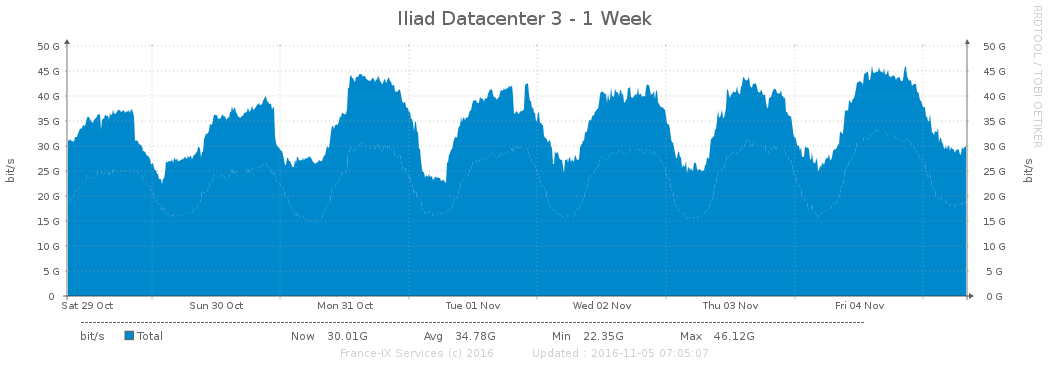 Iliad Datacenter 3 - 1 Week
RRDTOOL / TOBI OETIKER
50 G 50 G
45 G 45 G
40 G 40 G
35 G 35 G
30 G 30 G
25 G 25 G
20 G 20 G
15 G 15 G
10 G 10 G
5 G 5 G
0 0 G
bit/s bit/s
Sat 29 Oct Sun 30 Oct Mon 31 Oct Tue 01 Nov Wed 02 Nov Thu 03 Nov Fri 04 Nov
bit/s Total Now 30.01G Avg 34.78G Min 22.35G Max 46.12G
France-IX Services (c) 2016 Updated : 2016-11-05 07:05:07